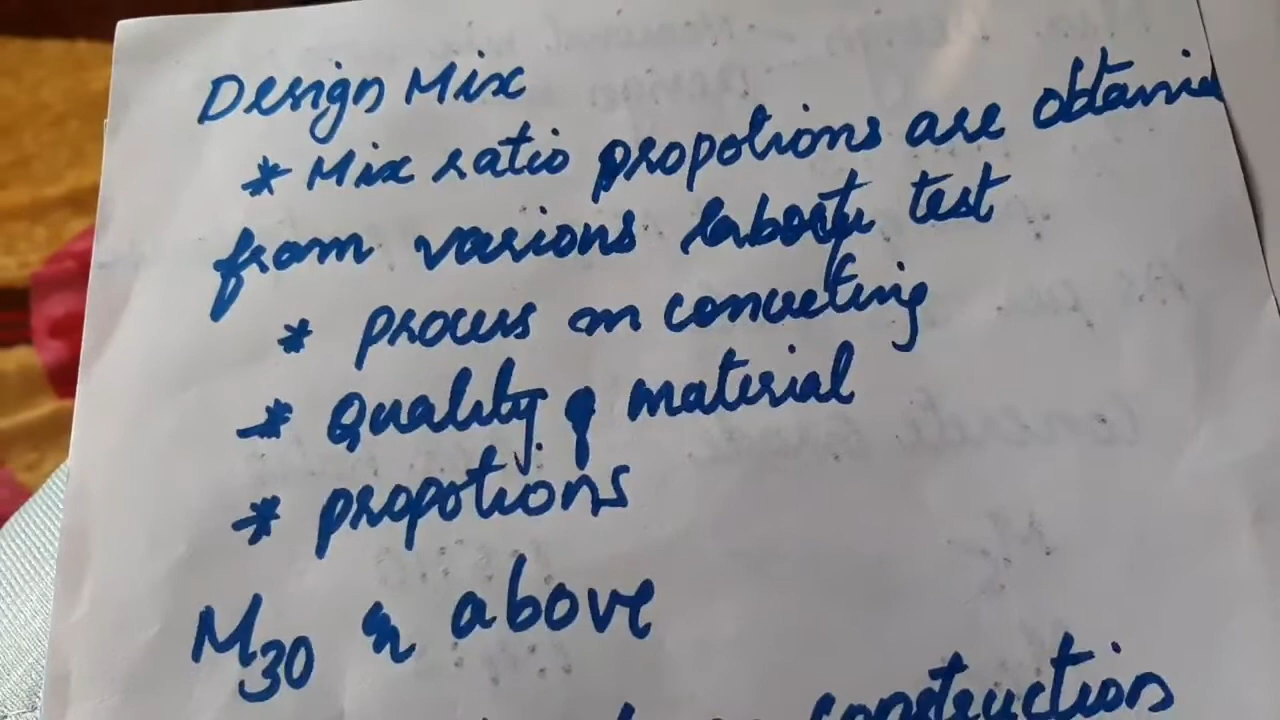 Design Mix
* Mix ratio propotions are obtaine
from various test
* process on concreting
* Quality of material
* propotions
M30 & above
construction